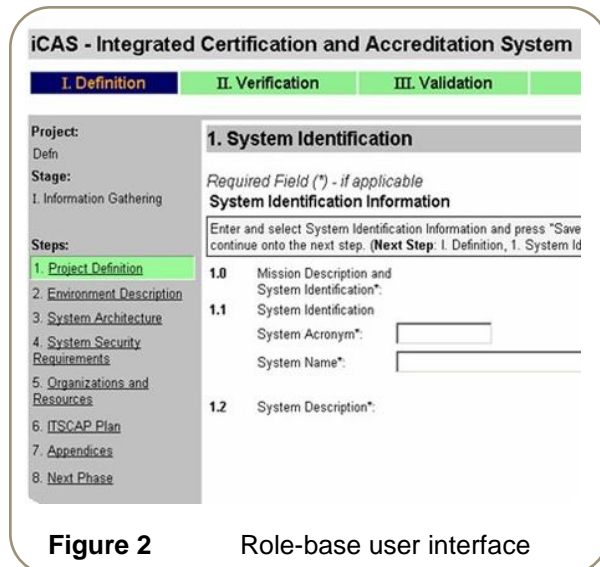 iCAS - Integrated Certification and Accreditation System
I. Definition II. Verification III. Validation
Project:
Defn
Stage:
I. Information Gathering
Steps:
1. Project Definition
2. Environment Description
3. System Architecture
4. System Security
Requirements
5. Organizations and
Resources
6. ITSCAP Plan
7. Appendices
8. Next Phase
1. System Identification
Required Field (*) - if applicable
System Identification Information
Enter and select System Identification Information and press "Save
continue onto the next step. (Next Step: I. Definition, 1. System Id
1.0 Mission Description and
System Identification*:
1.1 System Identification
System Acronym*:
System Name*:
1.2 System Description*:
Figure 2 Role-base user interface